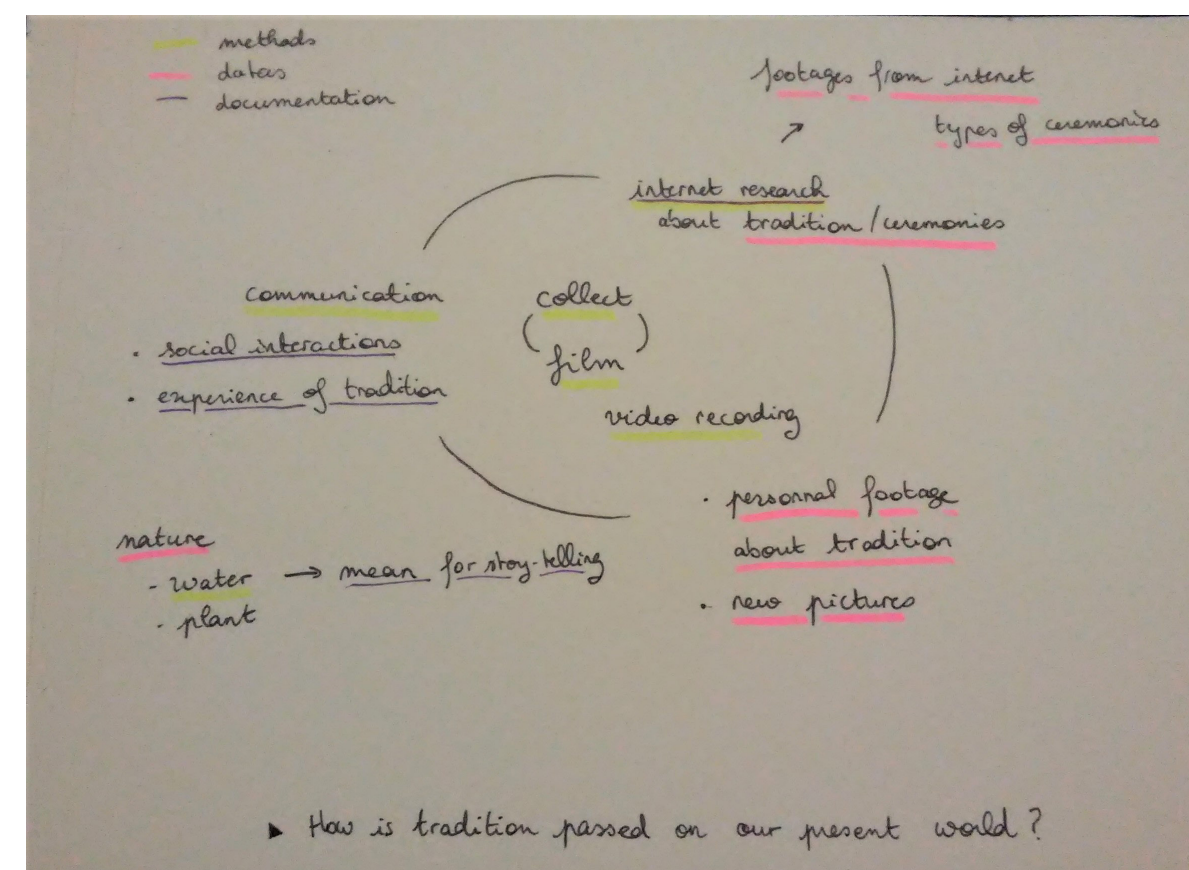 methods
datas
documentation
footages from internet
types of ceremonies
internet research
about tradition/ceremonies
communication
· social interactions
· experience of tradition
collect
film
video recording
· personnal footage
about tradition
· new pictures
nature
- water → mean for stoy-telling
- plant
▶ How is tradition passed on our present world?